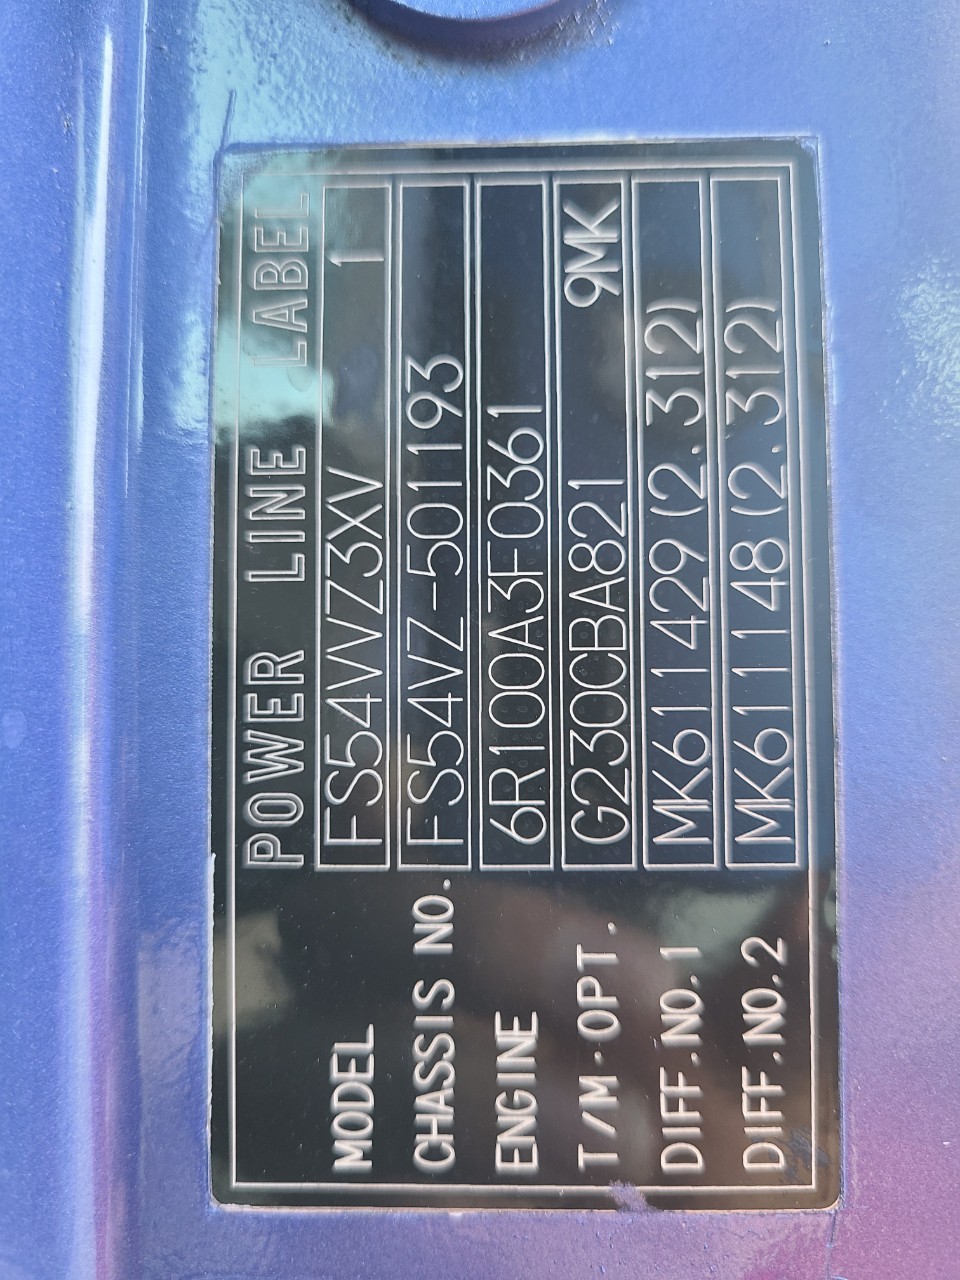 POWER LINE LABEL
MODEL FS54VVZ3XV 1
CHASSIS NO. FS54VZ-501193
ENGINE 6R100A3F0361
T/M·OPT. G230CBA821 9MK
DIFF.NO.1 MK611429(2.312)
DIFF.NO.2 MK611148(2.312)